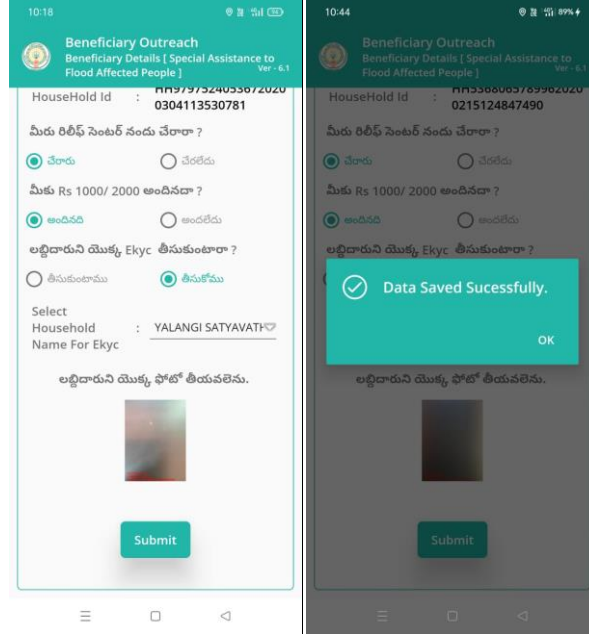 10:18
94
Beneficiary Outreach
Beneficiary Details [ Special Assistance to
Flood Affected People ]
Ver - 6.1
HouseHold Id :
0304113530781
మీరు రిలీఫ్ సెంటర్ నందు చేరారా ?
చేరారు
చేరలేదు
మీకు Rs 1000/ 2000 అందినదా ?
అందినది
అందలేదు
లబ్ధిదారుని యొక్క Ekyc తీసుకుంటారా ?
తీసుకుంటాము
తీసుకోము
Select
Household
Name For Ekyc
: YALANGI SATYAVATH
లబ్ధిదారుని యొక్క ఫోటో తీయవలెను.
Submit
10:44
89%
Beneficiary Outreach
Beneficiary Details [ Special Assistance to
Flood Affected People ]
Ver - 6.1
HouseHold Id :
0215124847490
మీరు రిలీఫ్ సెంటర్ నందు చేరారా ?
చేరారు
చేరలేదు
మీకు Rs 1000/ 2000 అందినదా ?
అందినది
అందలేదు
లబ్ధిదారుని యొక్క Ekyc తీసుకుంటారా ?
Data Saved Sucessfully.
OK
లబ్ధిదారుని యొక్క ఫోటో తీయవలెను.
Submit